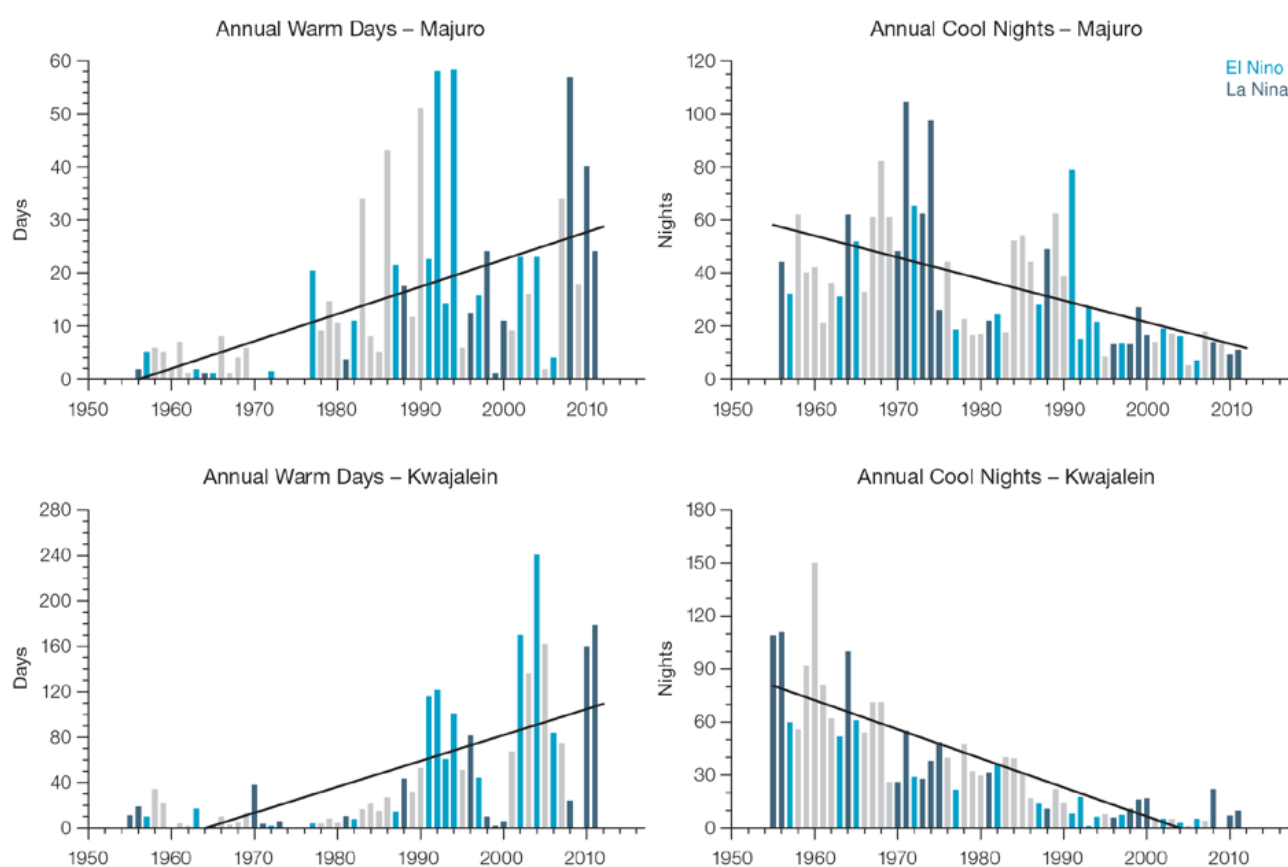 Annual Warm Days – Majuro
60
50
40
30
20
10
0
Days
1950 1960 1970 1980 1990 2000 2010
Annual Cool Nights – Majuro
El Nino
La Nina
120
100
80
60
40
20
0
Nights
1950 1960 1970 1980 1990 2000 2010
Annual Warm Days – Kwajalein
280
240
200
160
120
80
40
0
Days
1950 1960 1970 1980 1990 2000 2010
Annual Cool Nights – Kwajalein
180
150
120
90
60
30
0
Nights
1950 1960 1970 1980 1990 2000 2010